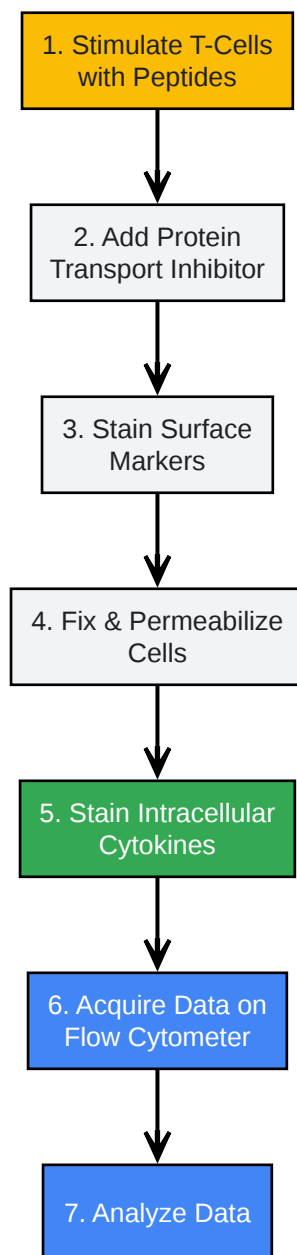 1. Stimulate T-Cells
with Peptides
2. Add Protein
Transport Inhibitor
3. Stain Surface
Markers
4. Fix & Permeabilize
Cells
5. Stain Intracellular
Cytokines
6. Acquire Data on
Flow Cytometer
7. Analyze Data